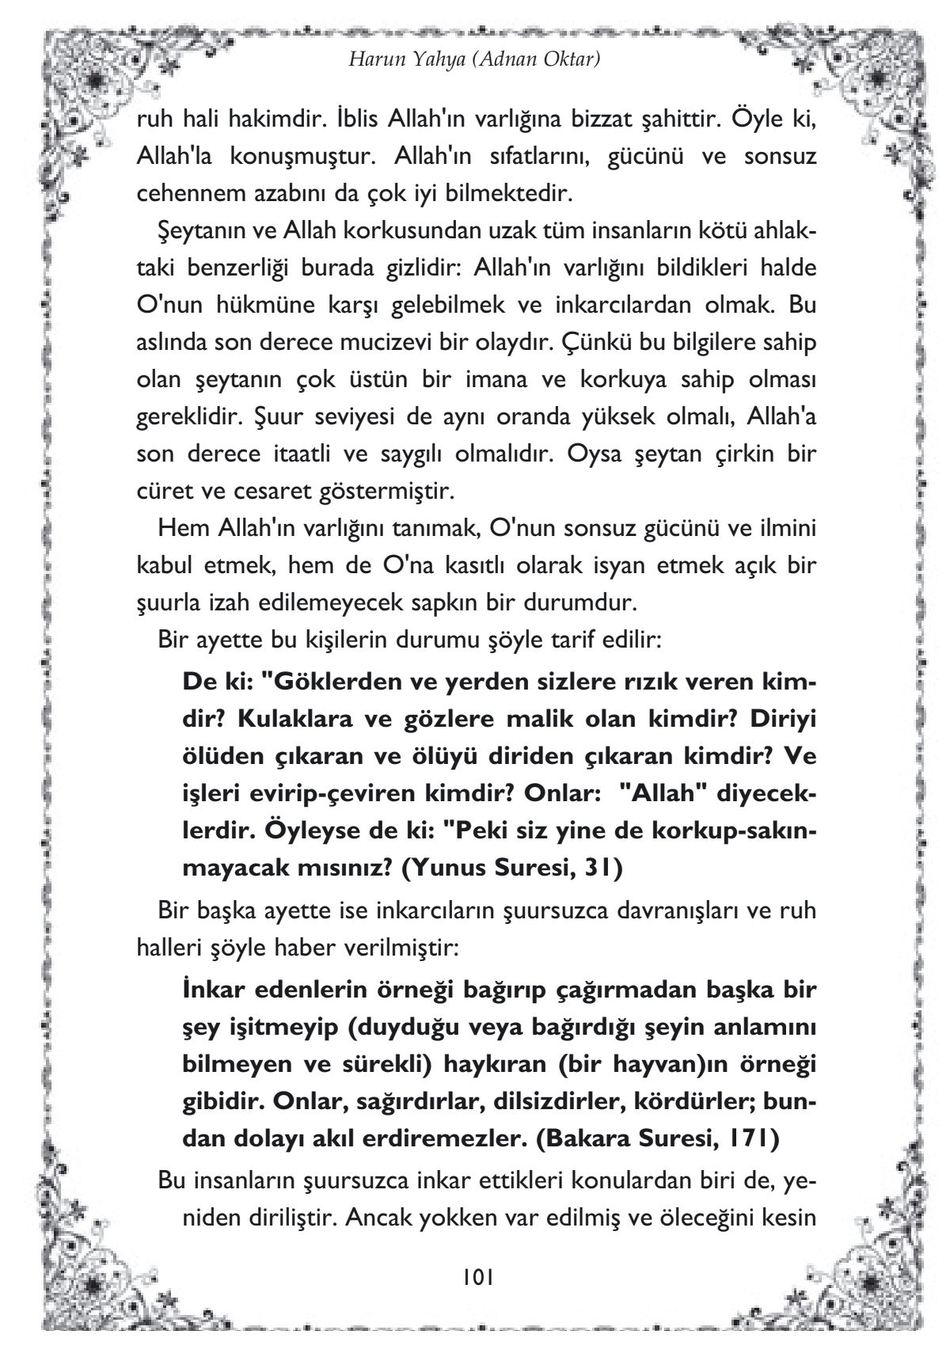 Harun Yahya (Adnan Oktar)
ruh hali hakimdir. İblis Allah'ın varlığına bizzat şahittir. Öyle ki,
Allah'la konuşmuştur. Allah'ın sıfatlarını, gücünü ve sonsuz
cehennem azabını da çok iyi bilmektedir.
Şeytanın ve Allah korkusundan uzak tüm insanların kötü ahlak-
taki benzerliği burada gizlidir: Allah'ın varlığını bildikleri halde
O'nun hükmüne karşı gelebilmek ve inkarcılardan olmak. Bu
aslında son derece mucizevi bir olaydır. Çünkü bu bilgilere sahip
olan şeytanın çok üstün bir imana ve korkuya sahip olması
gereklidir. Şuur seviyesi de aynı oranda yüksek olmalı, Allah'a
son derece itaatli ve saygılı olmalıdır. Oysa şeytan çirkin bir
cüret ve cesaret göstermiştir.
Hem Allah'ın varlığını tanımak, O'nun sonsuz gücünü ve ilmini
kabul etmek, hem de O'na kasıtlı olarak isyan etmek açık bir
şuurla izah edilemeyecek sapkın bir durumdur.
Bir ayette bu kişilerin durumu şöyle tarif edilir:
De ki: "Göklerden ve yerden sizlere rızık veren kim-
dir? Kulaklara ve gözlere malik olan kimdir? Diriyi
ölüden çıkaran ve ölüyü diriden çıkaran kimdir? Ve
işleri evirip-çeviren kimdir? Onlar:  "Allah" diyecek-
lerdir. Öyleyse de ki: "Peki siz yine de korkup-sakın-
mayacak mısınız? (Yunus Suresi, 31)
Bir başka ayette ise inkarcıların şuursuzca davranışları ve ruh
halleri şöyle haber verilmiştir:
İnkar edenlerin örneği bağırıp çağırmadan başka bir
şey işitmeyip (duyduğu veya bağırdığı şeyin anlamını
bilmeyen ve sürekli) haykıran (bir hayvan)ın örneği
gibidir. Onlar, sağırdırlar, dilsizdirler, kördürler; bun-
dan dolayı akıl erdiremezler. (Bakara Suresi, 171)
Bu insanların şuursuzca inkar ettikleri konulardan biri de, ye-
niden diriliştir. Ancak yokken var edilmiş ve öleceğini kesin
101